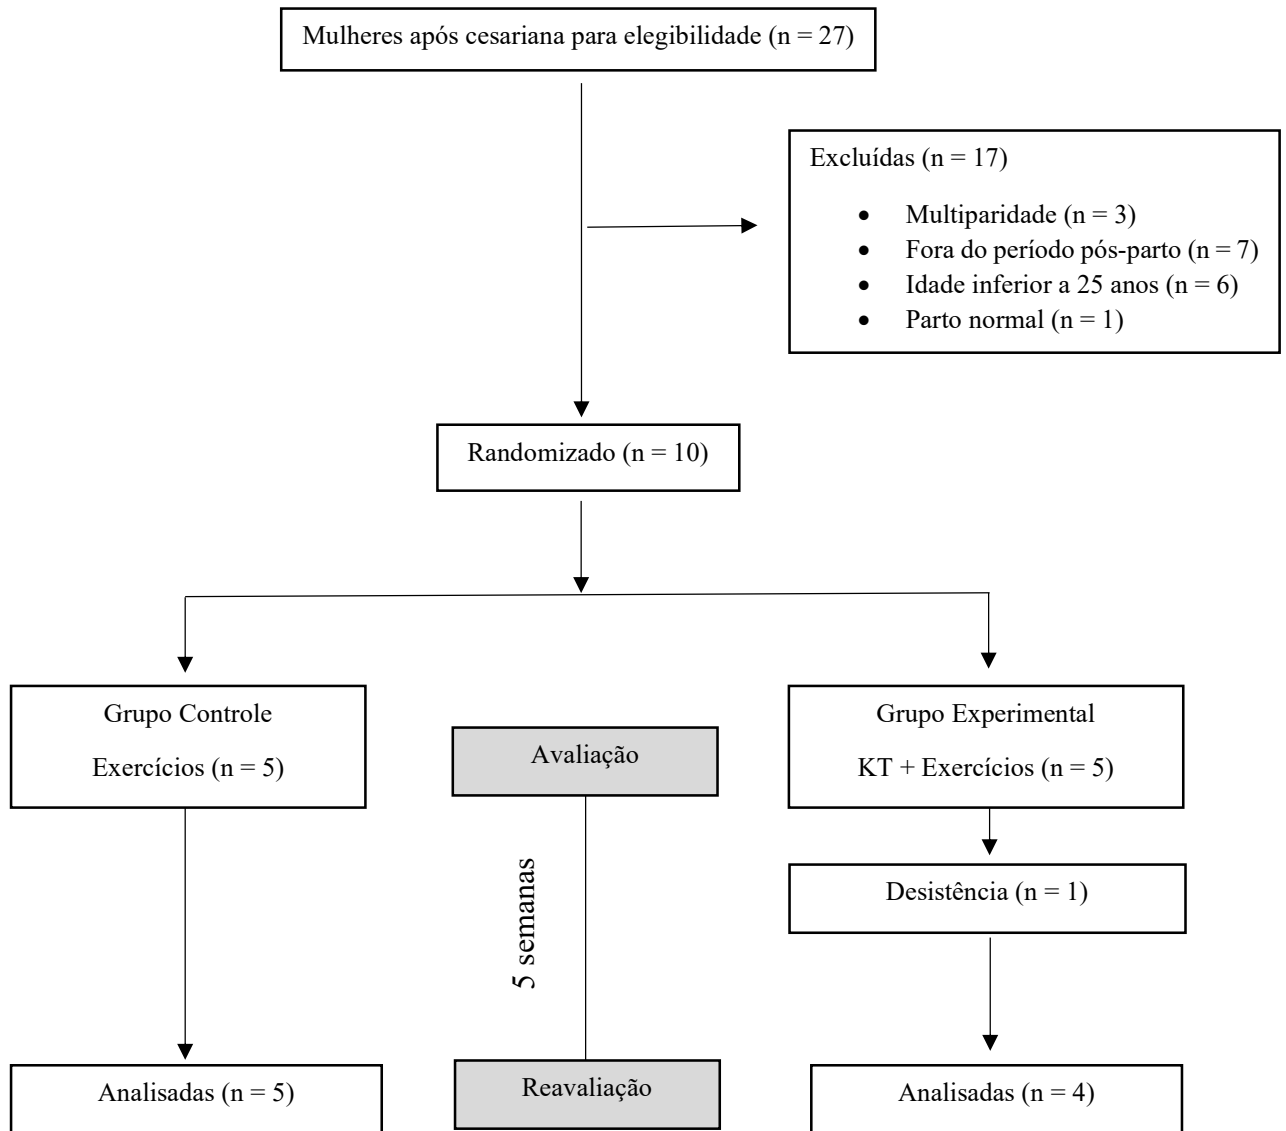 Mulheres após cesariana para elegibilidade (n = 27)
Excluídas (n = 17)
• Multiparidade (n = 3)
• Fora do período pós-parto (n = 7)
• Idade inferior a 25 anos (n = 6)
• Parto normal (n = 1)
Randomizado (n = 10)
Grupo Controle
Exercícios (n = 5)
Avaliação
Grupo Experimental
KT + Exercícios (n = 5)
5 semanas
Desistência (n = 1)
Analisadas (n = 5)
Reavaliação
Analisadas (n = 4)